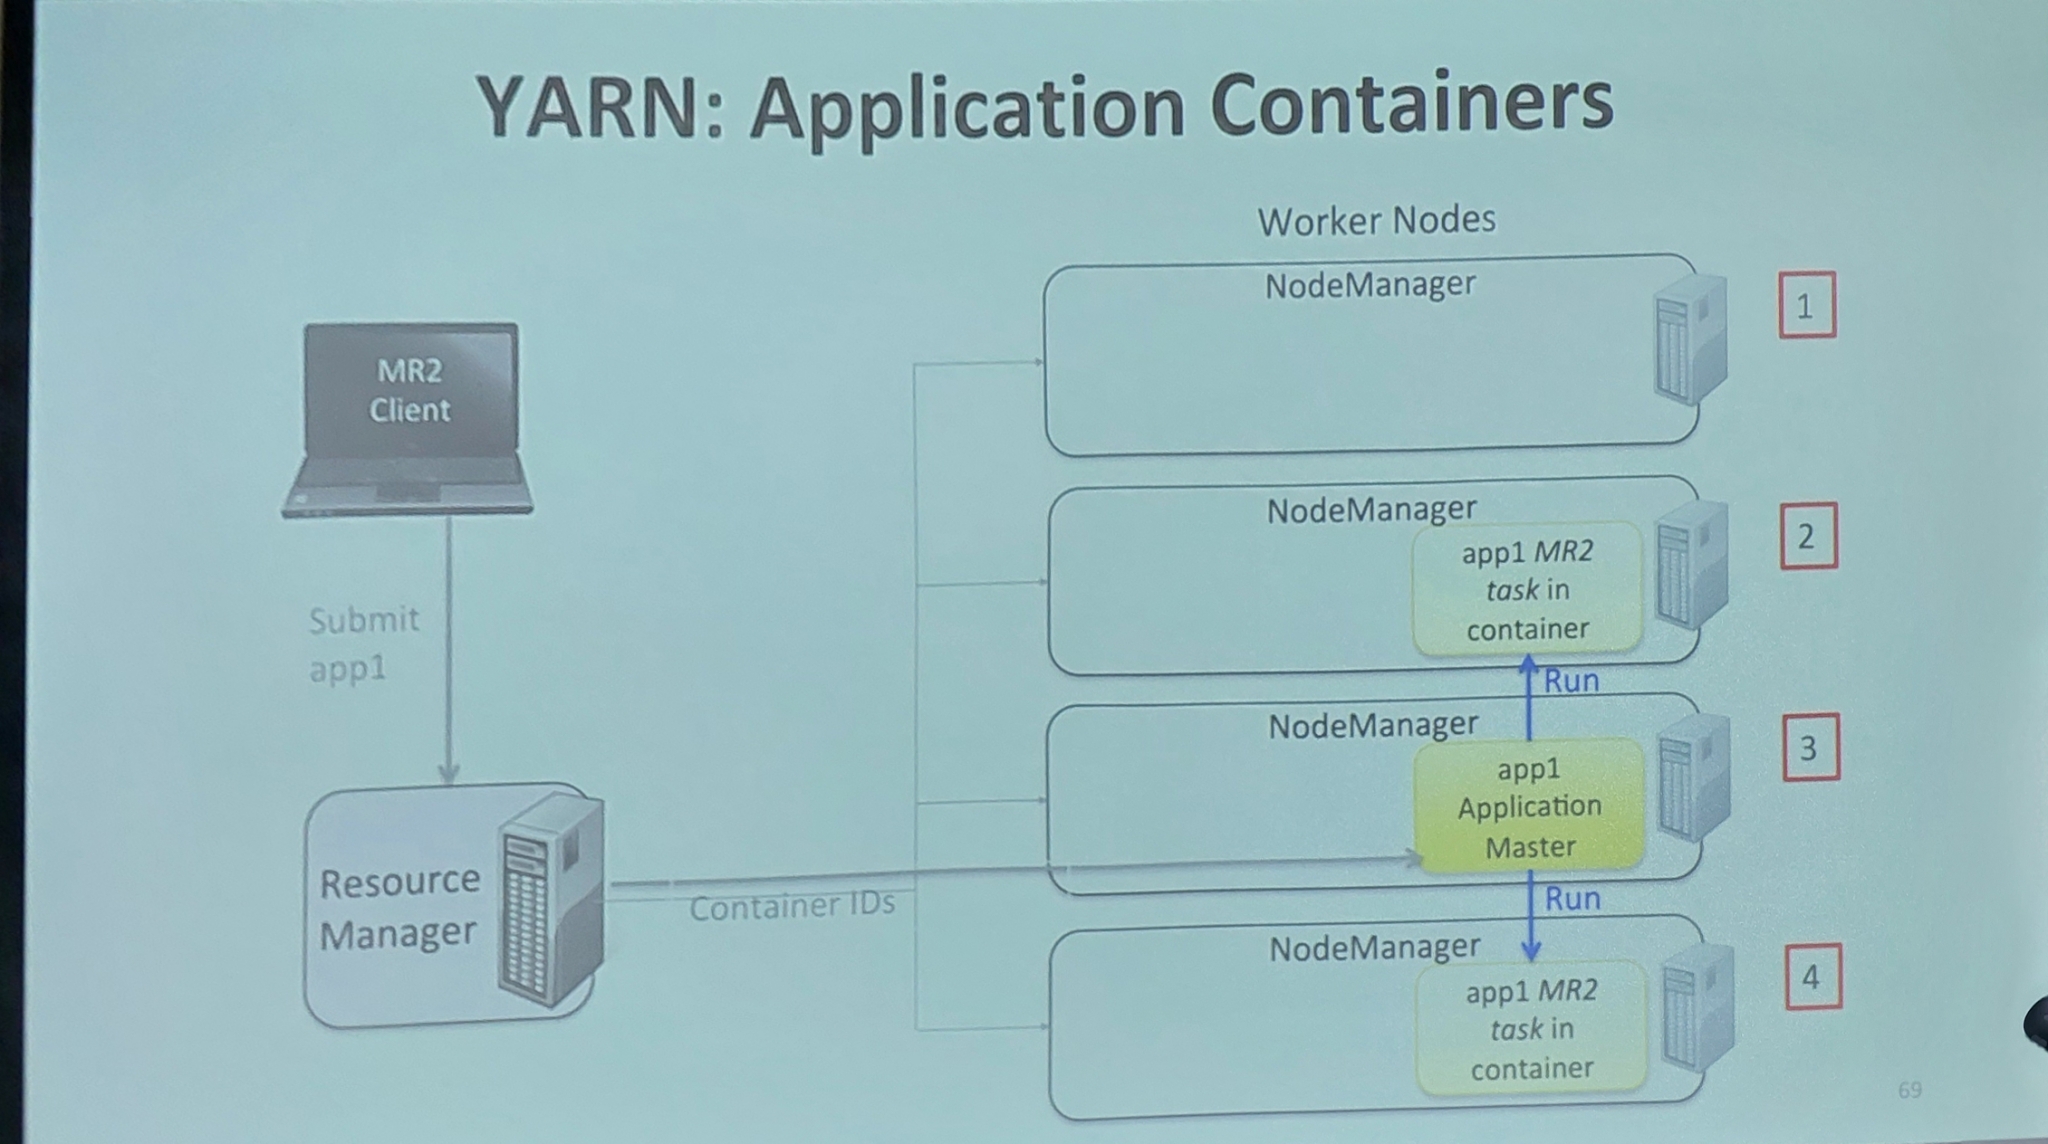 YARN: Application Containers
Worker Nodes
NodeManager
1
MR2
Client
NodeManager
app1 MR2
task in
container
2
Submit
app1
Run
NodeManager
app1
Application
Master
3
Resource
Manager
Container IDs
Run
NodeManager
app1 MR2
task in
container
4
69